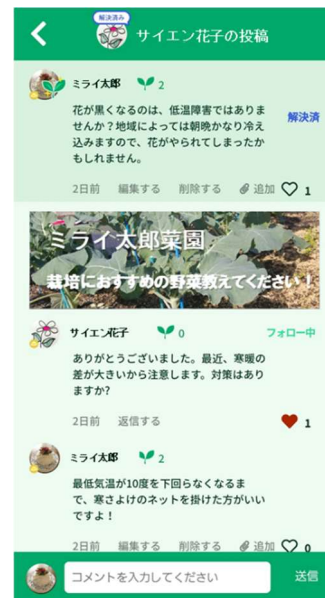 解決済み
サイエン花子の投稿
ミライ太郎 2
花が黒くなるのは、低温障害ではありま
せんか？地域によっては朝晩かなり冷え
込みますので、花がやられてしまったか
もしれません。
解決済
2日前 編集する 削除する 追加 1
ミライ太郎菜園
栽培におすすめの野菜教えてください！
サイエン花子 0 フォロー中
ありがとうございました。最近、寒暖の
差が大きいから注意します。対策はあり
ますか?
2日前 返信する 1
ミライ太郎 2
最低気温が10度を下回らなくなるま
で、寒さよけのネットを掛けた方がいい
ですよ！
2日前 編集する 削除する 追加 0
コメントを入力してください 送信